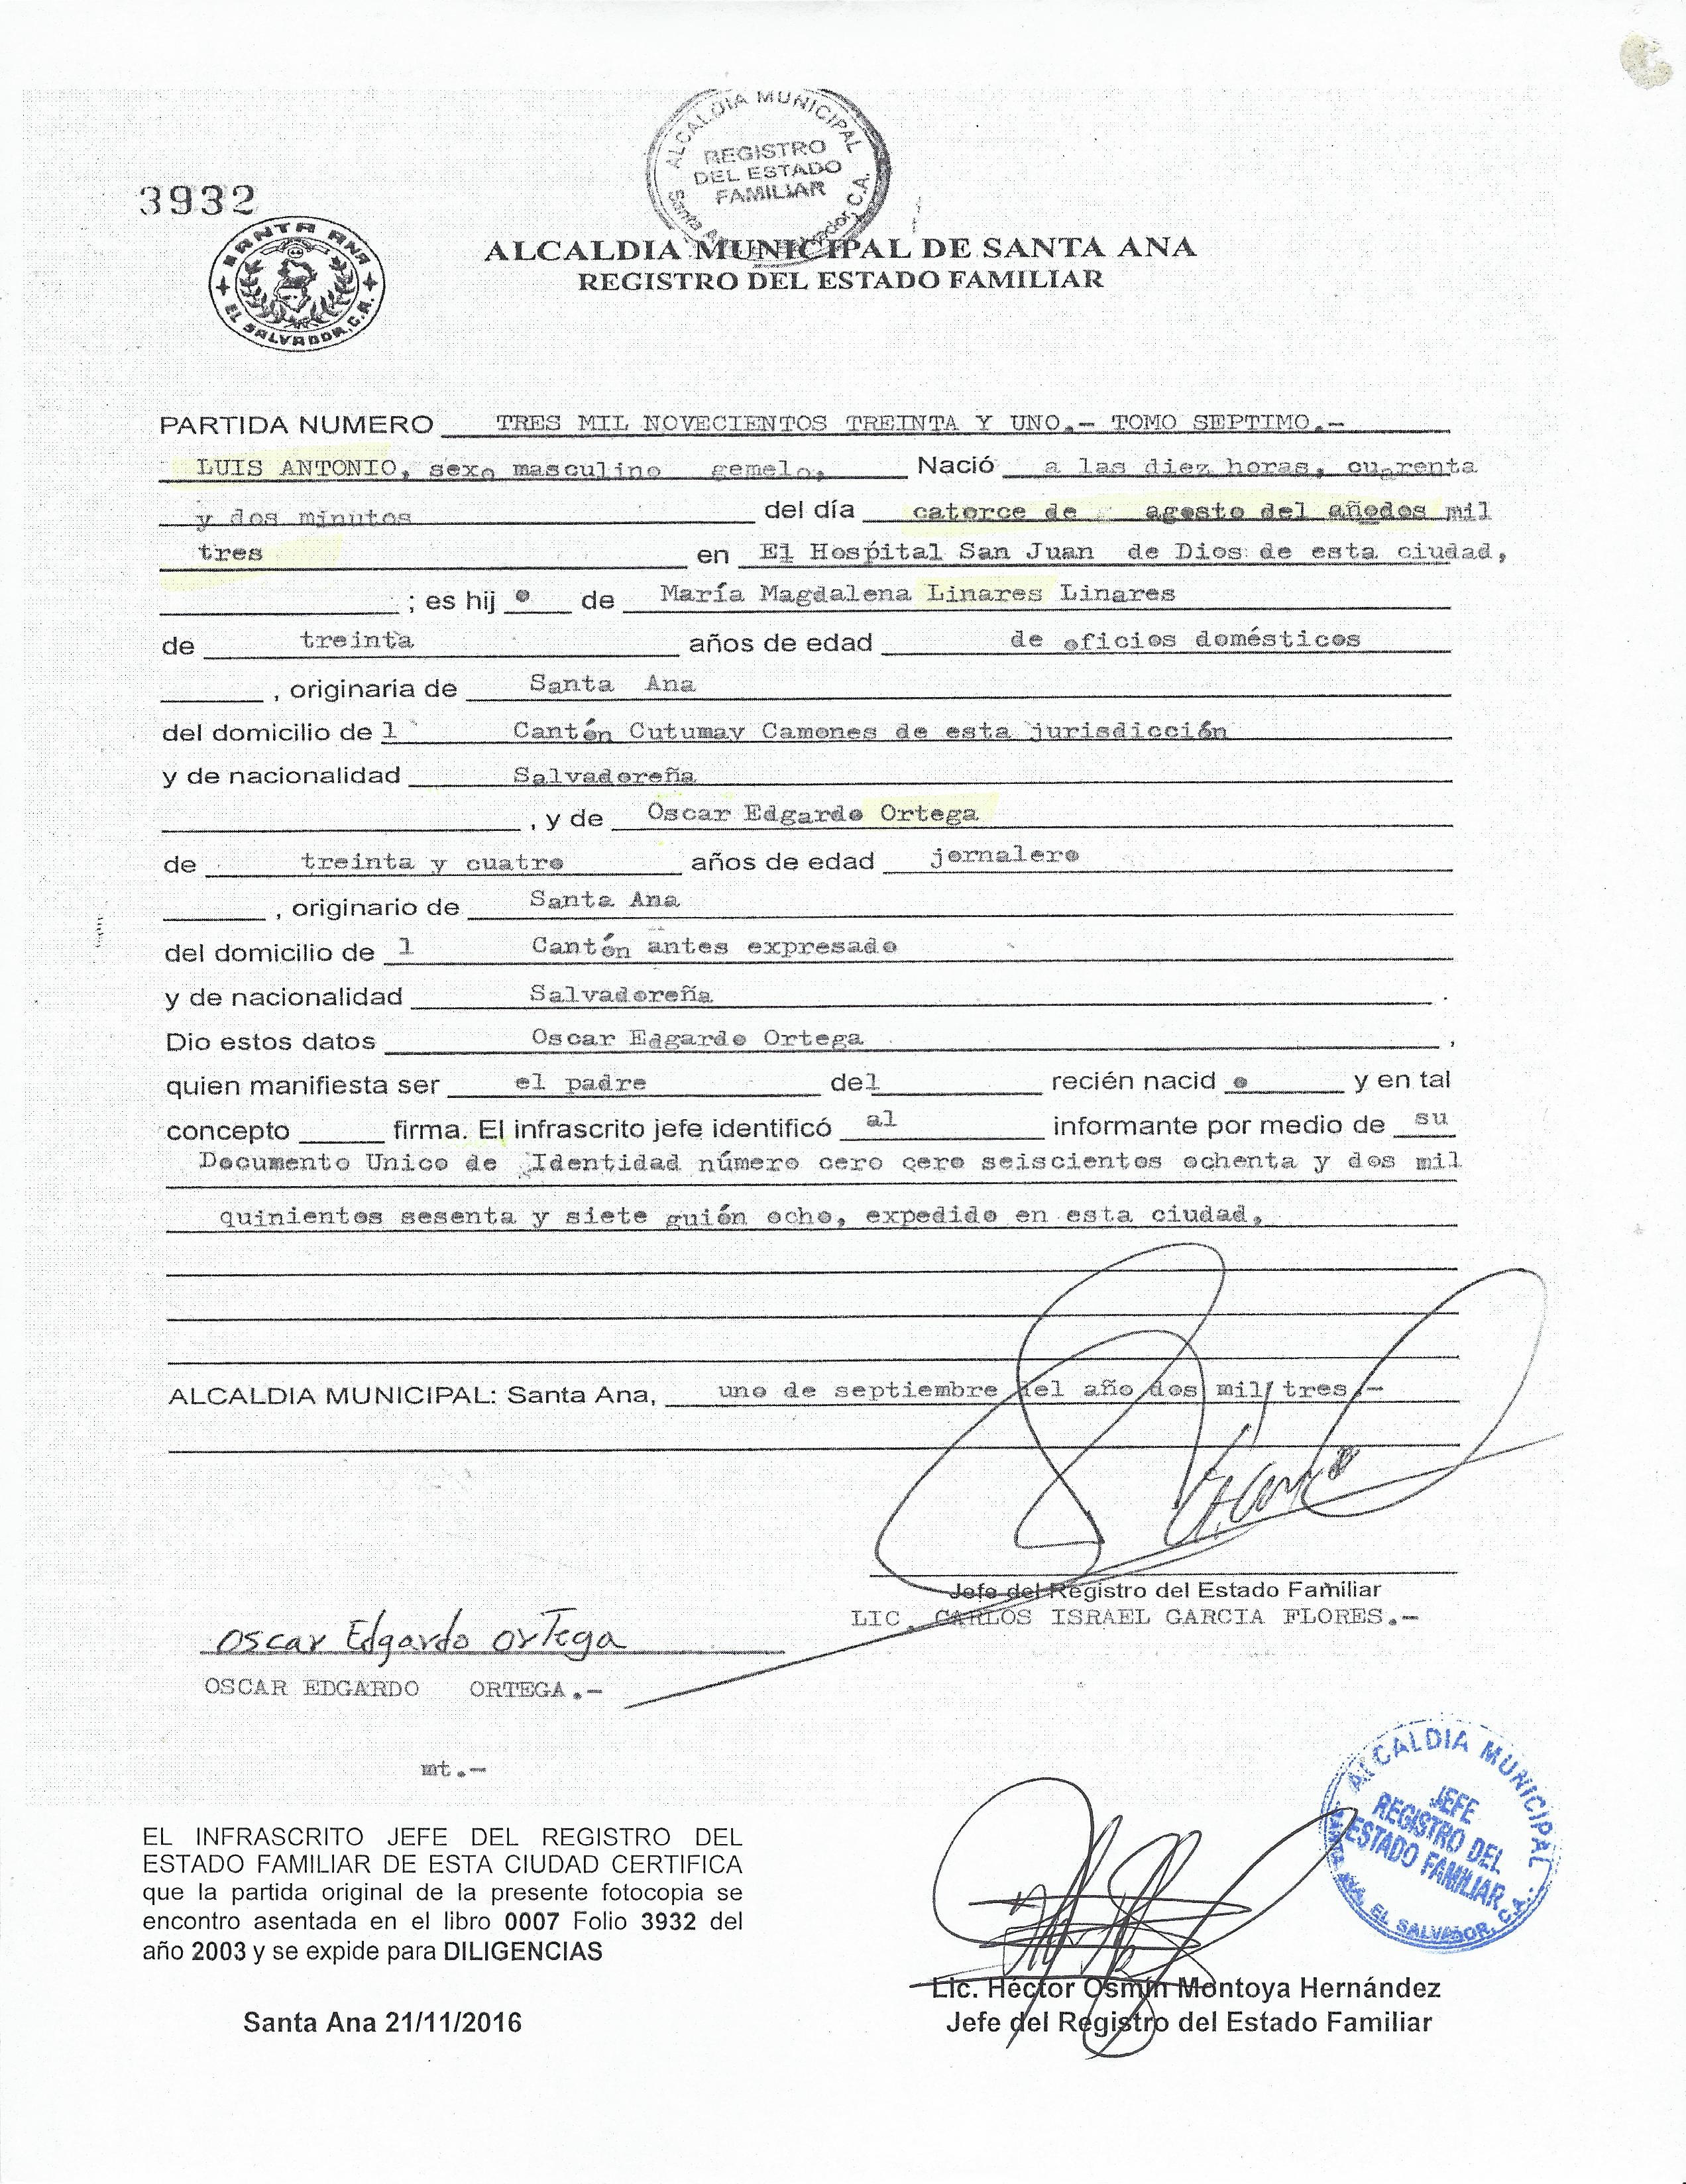 ALCALDIA MUNICIPAL
REGISTRO
DEL ESTADO
FAMILIAR
Santa C.A.
3932
SANTA ANA
EL SALVADOR, C.A.
ALCALDIA MUNICIPAL DE SANTA ANA
REGISTRO DEL ESTADO FAMILIAR
PARTIDA NUMERO TRES MIL NOVECIENTOS TREINTA Y UNO.- TOMO SEPTIMO.-
LUIS ANTONIO, sexo masculino gemelo, Nació a las diez horas, cuarenta
y dos minutos del día catorce de agosto del añodos mil
tres en El Hospital San Juan de Dios de esta ciudad,
; es hij o de María Magdalena Linares Linares
de treinta años de edad de oficios domésticos
, originaria de Santa Ana
del domicilio de l Cantón Cutumay Camones de esta jurisdicción
y de nacionalidad Salvadoreña
, y de Oscar Edgardo Ortega
de treinta y cuatro años de edad jornalero
, originario de Santa Ana
del domicilio de l Cantón antes expresado
y de nacionalidad Salvadoreña .
Dio estos datos Oscar Edgardo Ortega ,
quien manifiesta ser el padre del recién nacid o y en tal
concepto firma. El infrascrito jefe identificó al informante por medio de su
Documento Unico de Identidad número cero cero seiscientos ochenta y dos mil
quinientos sesenta y siete guión ocho, expedido en esta ciudad,
ALCALDIA MUNICIPAL: Santa Ana, uno de septiembre del año dos mil tres.-
Jefe del Registro del Estado Familiar
LIC. CARLOS ISRAEL GARCIA FLORES.-
Oscar Edgardo Ortega
OSCAR EDGARDO ORTEGA.-
mt.-
ALCALDIA MUNICIPAL
JEFE
REGISTRO DEL
ESTADO FAMILIAR
SANTA ANA, EL SALVADOR, C.A.
EL INFRASCRITO JEFE DEL REGISTRO DEL
ESTADO FAMILIAR DE ESTA CIUDAD CERTIFICA
que la partida original de la presente fotocopia se
encontro asentada en el libro 0007 Folio 3932 del
año 2003 y se expide para DILIGENCIAS
Santa Ana 21/11/2016
Lic. Héctor Osmín Montoya Hernández
Jefe del Registro del Estado Familiar